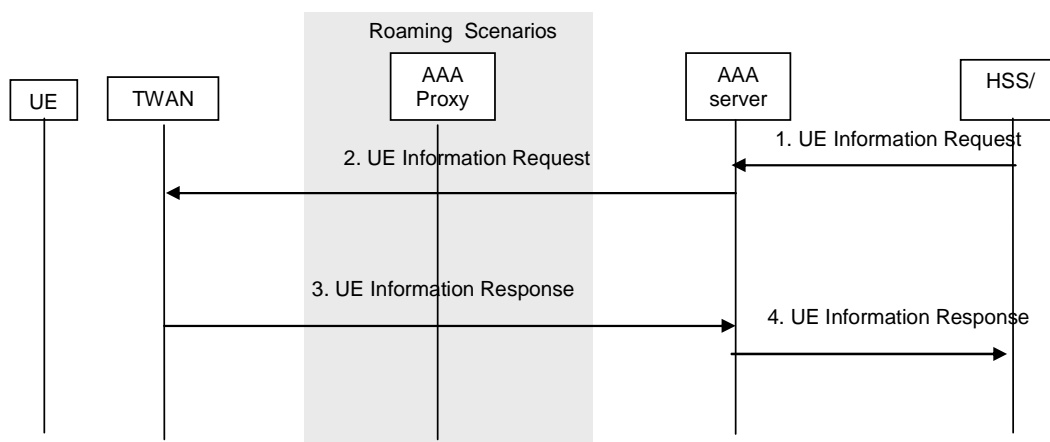 Roaming Scenarios
UE
TWAN
AAA
Proxy
AAA
server
HSS/
1. UE Information Request
2. UE Information Request
3. UE Information Response
4. UE Information Response